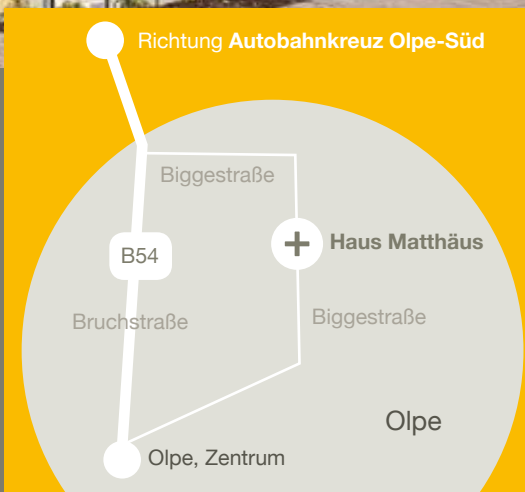 Richtung Autobahnkreuz Olpe-Süd
Biggestraße
Haus Matthäus
B54
Bruchstraße
Biggestraße
Olpe
Olpe, Zentrum